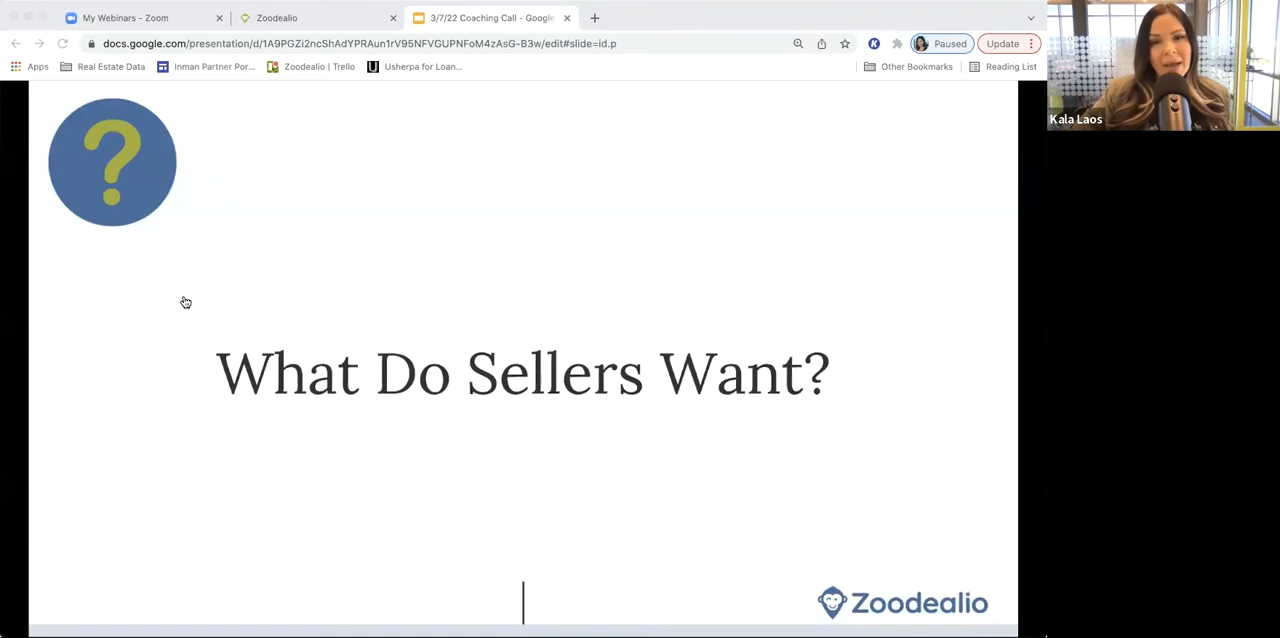 My Webinars - Zoom
Zoodealio
3/7/22 Coaching Call - Google
docs.google.com/presentation/d/1A9PGZi2ncShAdYPRAum1rV95NFVGUPNFoM4zAsG-B3w/edit#slide=id.p
K
Paused
Update
Apps
Real Estate Data
Inman Partner Por...
Zoodealio | Trello
Usherpa for Loan...
Other Bookmarks
Reading List
Kala Laos
?
What Do Sellers Want?
Zoodealio